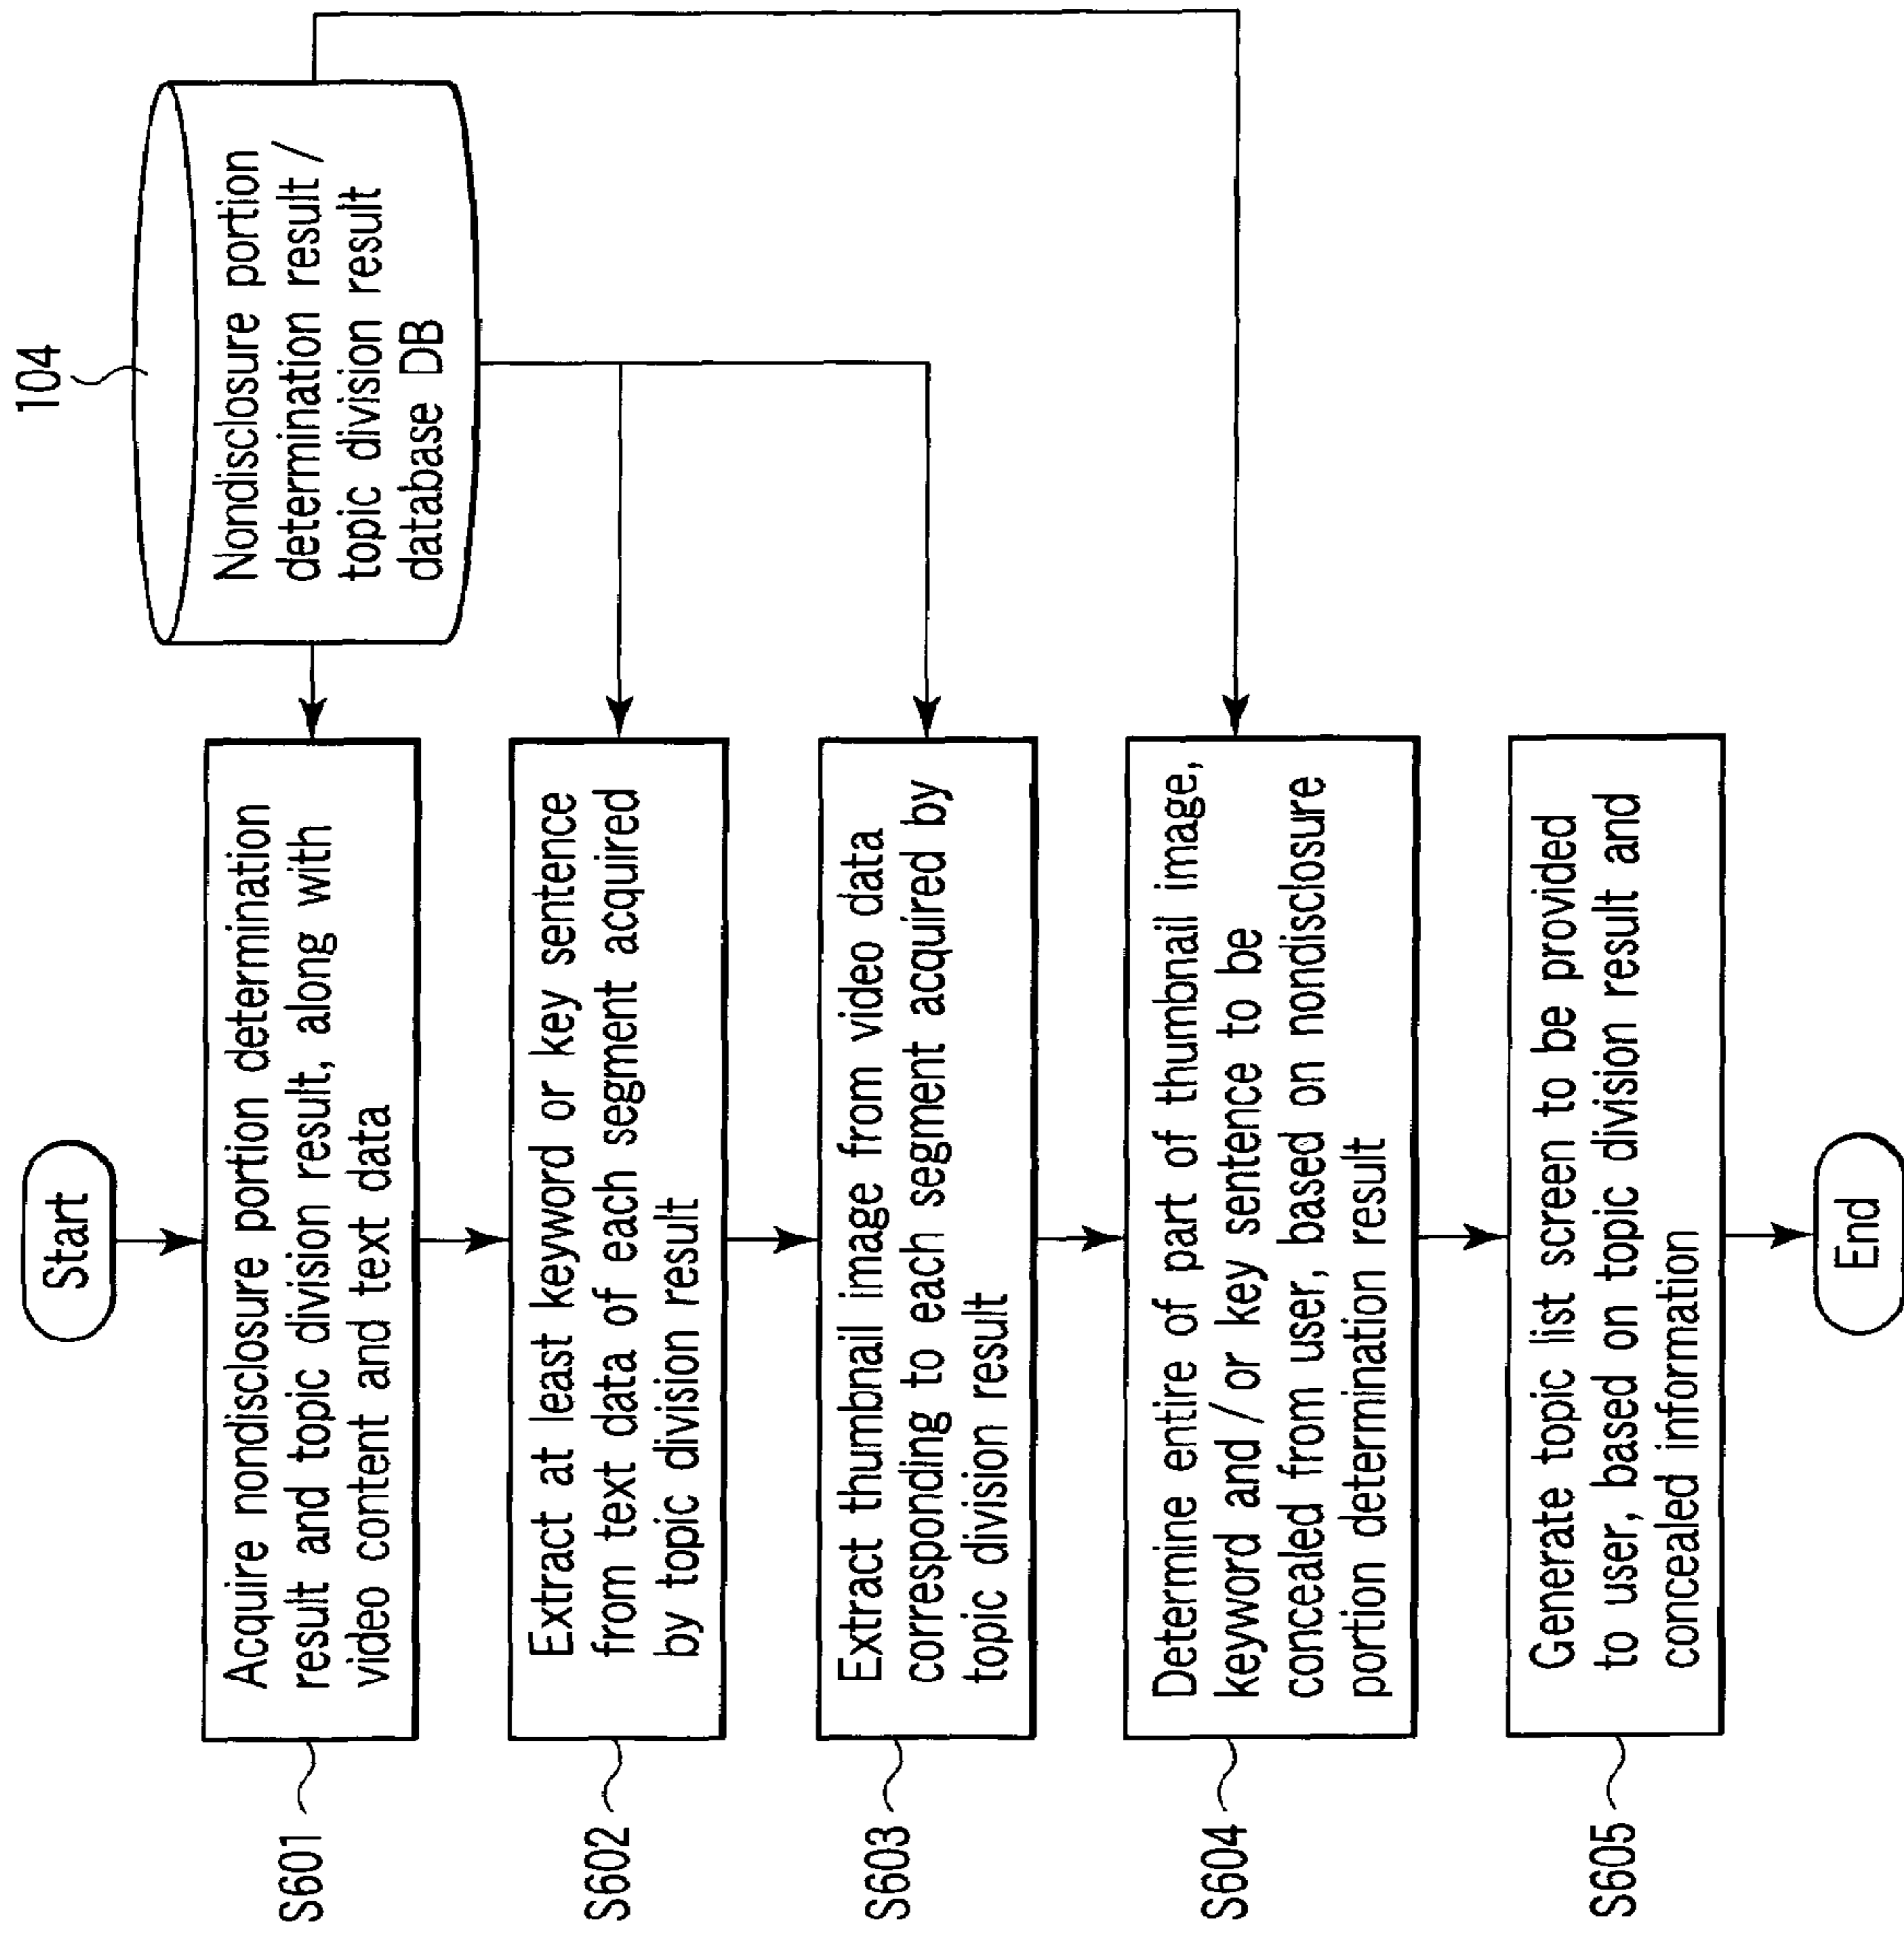 Start
104
Nondisclosure portion
determination result /
topic division result
database DB
S601
Acquire nondisclosure portion determination
result and topic division result, along with
video content and text data
S602
Extract at least keyword or key sentence
from text data of each segment acquired
by topic division result
S603
Extract thumbnail image from video data
corresponding to each segment acquired by
topic division result
S604
Determine entire of part of thumbnail image,
keyword and / or key sentence to be
concealed from user, based on nondisclosure
portion determination result
S605
Generate topic list screen to be provided
to user, based on topic division result and
concealed information
End